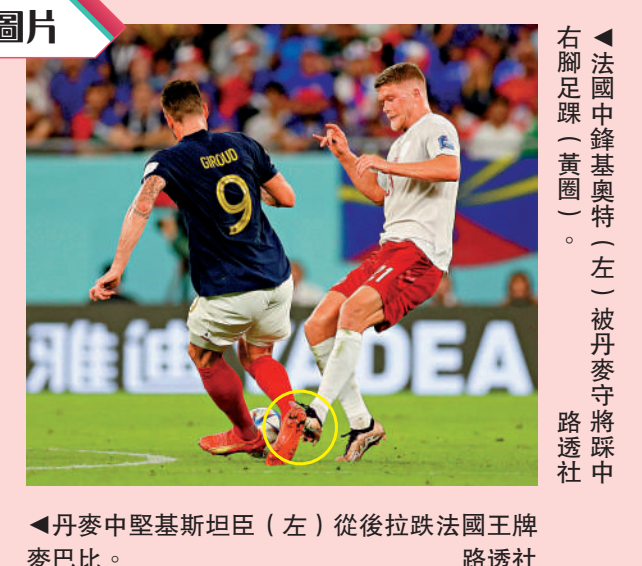 圖片
◀法國中鋒基奧特（左）被丹麥守將踩中
右腳足踝（黃圈）。 路透社
GIROUD
9
11
雅迪 YADEA
◀丹麥中堅基斯坦臣（左）從後拉跌法國王牌
麥巴比。 路透社